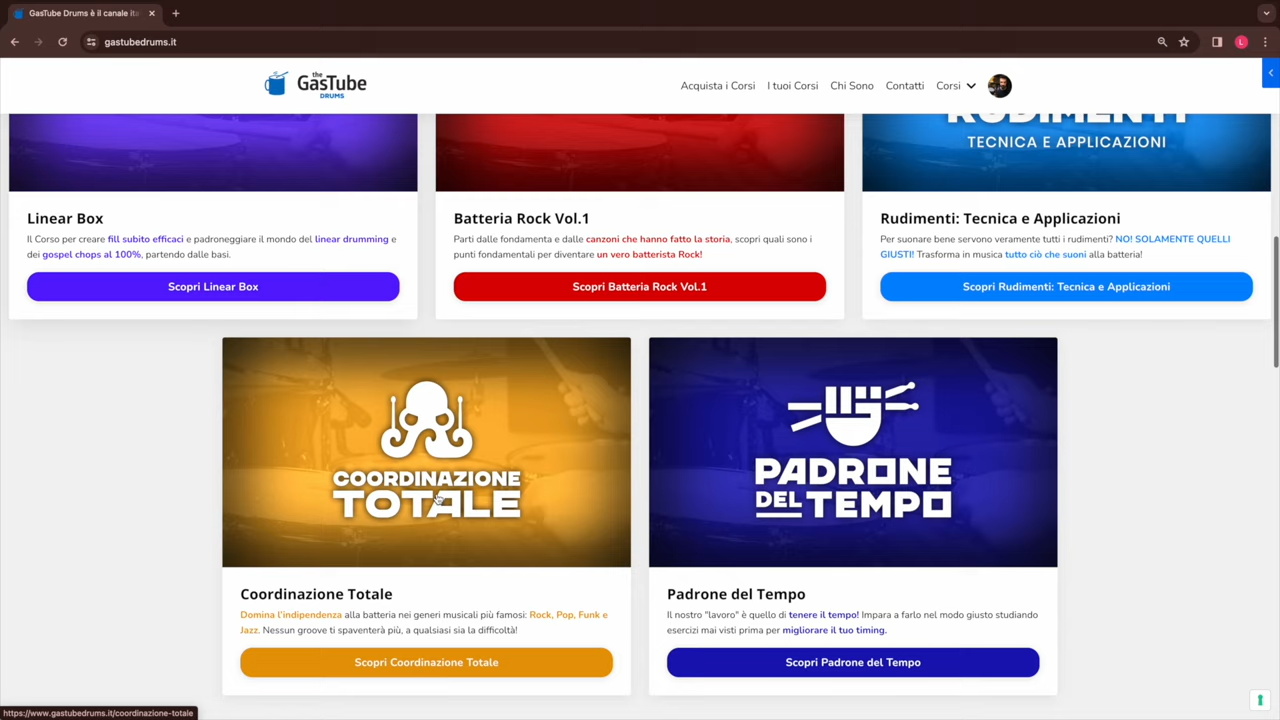 GasTube Drums è il canale ita
gastubedrums.it
L
the
GasTube
DRUMS
Acquista i Corsi
I tuoi Corsi
Chi Sono
Contatti
Corsi
RUDIMENTI
TECNICA E APPLICAZIONI
Linear Box
Il Corso per creare fill subito efficaci e padroneggiare il mondo del linear drumming e
dei gospel chops al 100%, partendo dalle basi.
Scopri Linear Box
Batteria Rock Vol.1
Parti dalle fondamenta e dalle canzoni che hanno fatto la storia, scopri quali sono i
punti fondamentali per diventare un vero batterista Rock!
Scopri Batteria Rock Vol.1
Rudimenti: Tecnica e Applicazioni
Per suonare bene servono veramente tutti i rudimenti? NO! SOLAMENTE QUELLI
GIUSTI! Trasforma in musica tutto ciò che suoni alla batteria!
Scopri Rudimenti: Tecnica e Applicazioni
COORDINAZIONE
TOTALE
Coordinazione Totale
Domina l'indipendenza alla batteria nei generi musicali più famosi: Rock, Pop, Funk e
Jazz. Nessun groove ti spaventerà più, a qualsiasi sia la difficoltà!
Scopri Coordinazione Totale
PADRONE
DEL TEMPO
Padrone del Tempo
Il nostro "lavoro" è quello di tenere il tempo! Impara a farlo nel modo giusto studiando
esercizi mai visti prima per migliorare il tuo timing.
Scopri Padrone del Tempo
https://www.gastubedrums.it/coordinazione-totale